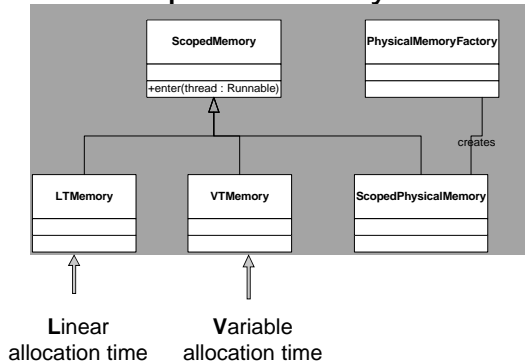 ScopedMemory
PhysicalMemoryFactory
+enter(thread : Runnable)
creates
LTMemory
VTMemory
ScopedPhysicalMemory
Linear
allocation time
Variable
allocation time